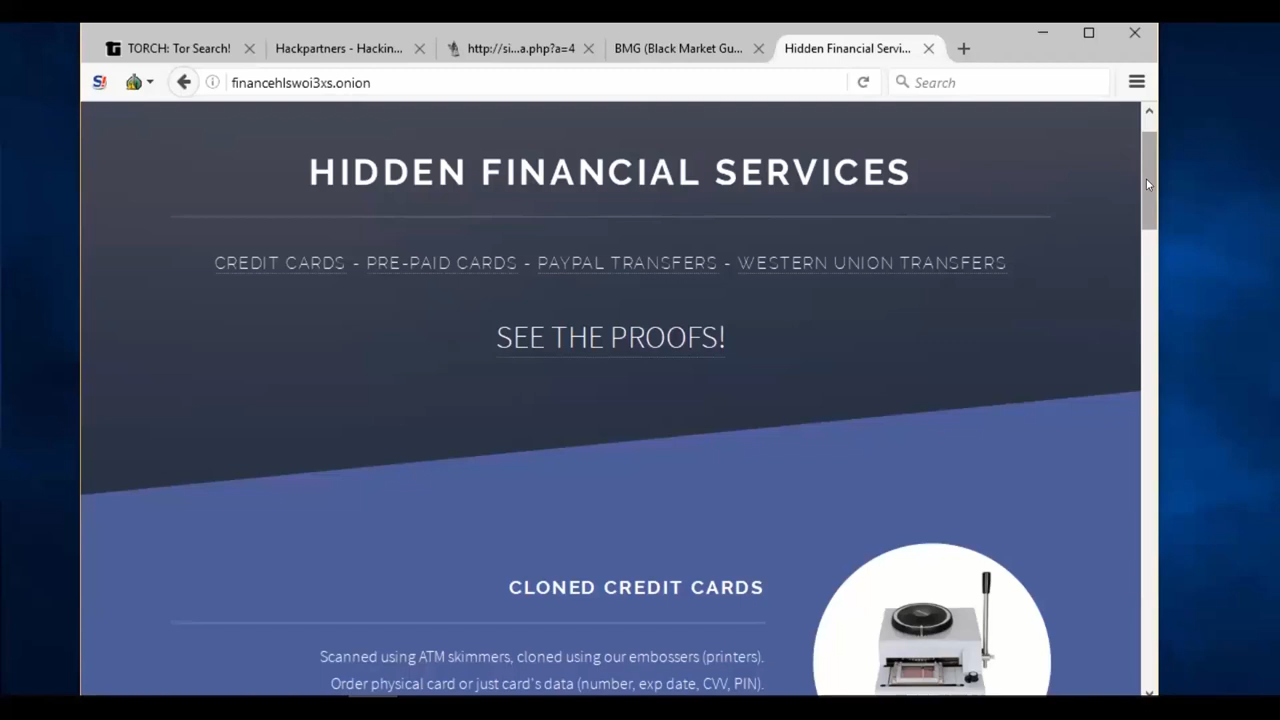 TORCH: Tor Search!
Hackpartners - Hackin...
http://si...a.php?a=4
BMG (Black Market Gu...
Hidden Financial Servi...
financehlswoi3xs.onion
Search
HIDDEN FINANCIAL SERVICES
CREDIT CARDS - PRE-PAID CARDS - PAYPAL TRANSFERS - WESTERN UNION TRANSFERS
SEE THE PROOFS!
CLONED CREDIT CARDS
Scanned using ATM skimmers, cloned using our embossers (printers).
Order physical card or just card's data (number, exp date, CVV, PIN).